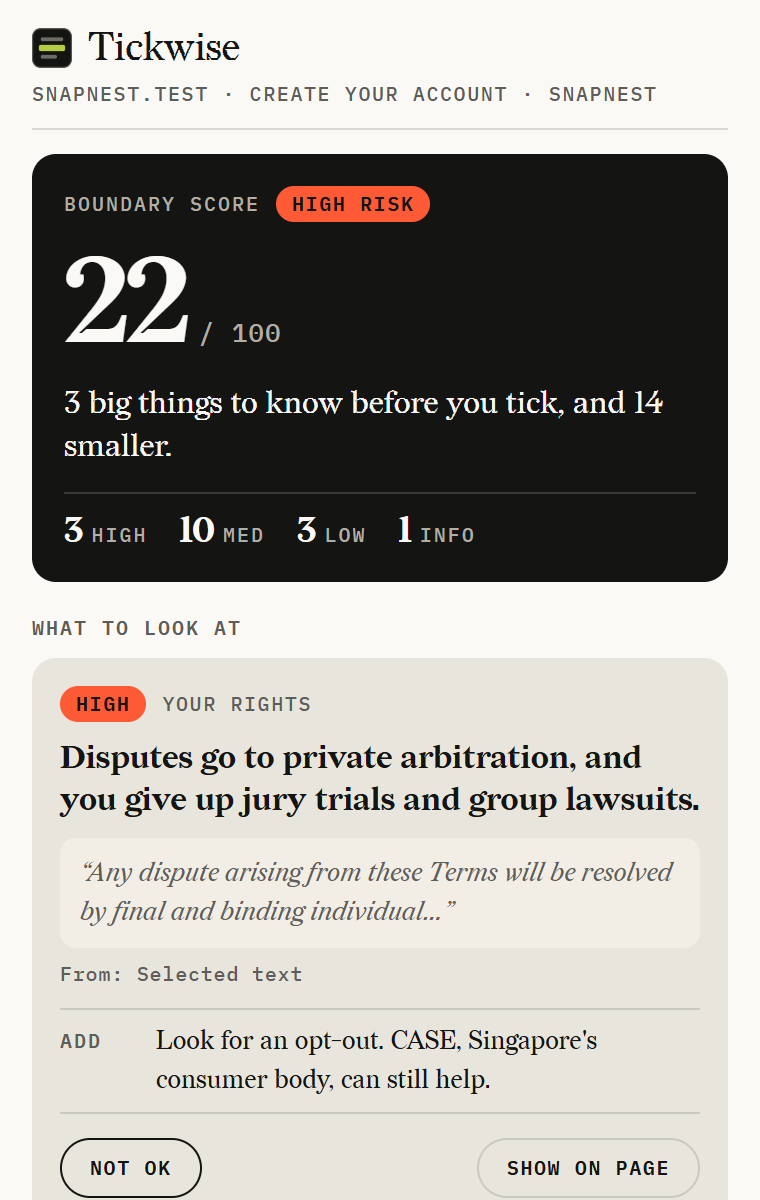 Tickwise
SNAPNEST.TEST · CREATE YOUR ACCOUNT · SNAPNEST
BOUNDARY SCORE HIGH RISK
22 / 100
3 big things to know before you tick, and 14
smaller.
3 HIGH 10 MED 3 LOW 1 INFO
WHAT TO LOOK AT
HIGH YOUR RIGHTS
Disputes go to private arbitration, and
you give up jury trials and group lawsuits.
“Any dispute arising from these Terms will be resolved
by final and binding individual...”
From: Selected text
ADD Look for an opt-out. CASE, Singapore's
consumer body, can still help.
NOT OK SHOW ON PAGE